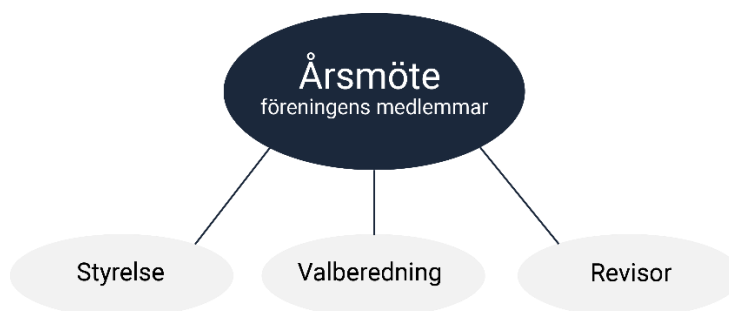 Årsmöte
föreningens medlemmar
Styrelse
Valberedning
Revisor